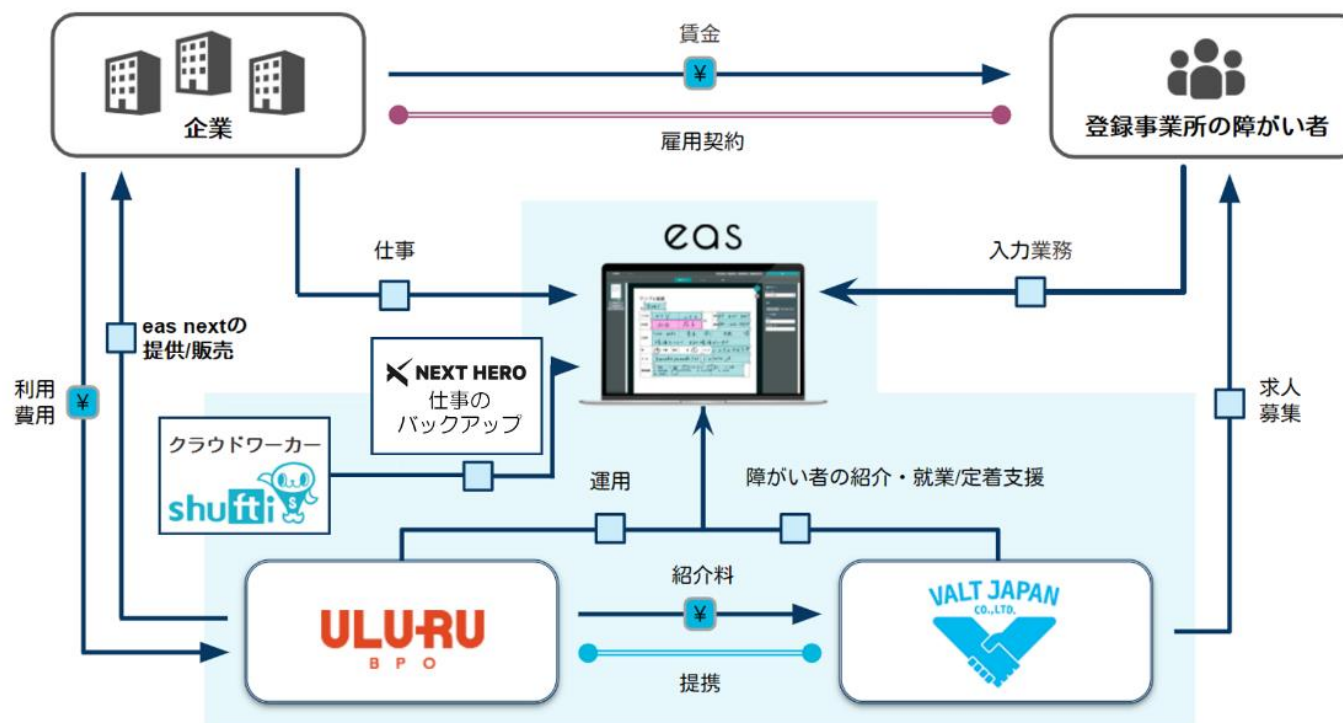 賃金
¥
企業
登録事業所の障がい者
雇用契約
eas
仕事
入力業務
eas nextの
提供/販売
NEXT HERO
仕事の
バックアップ
利用
費用
¥
求人
募集
クラウドワーカー
shufti
S
運用
障がい者の紹介・就業/定着支援
紹介料
¥
ULURU
BPO
VALT JAPAN
CO.,LTD.
提携